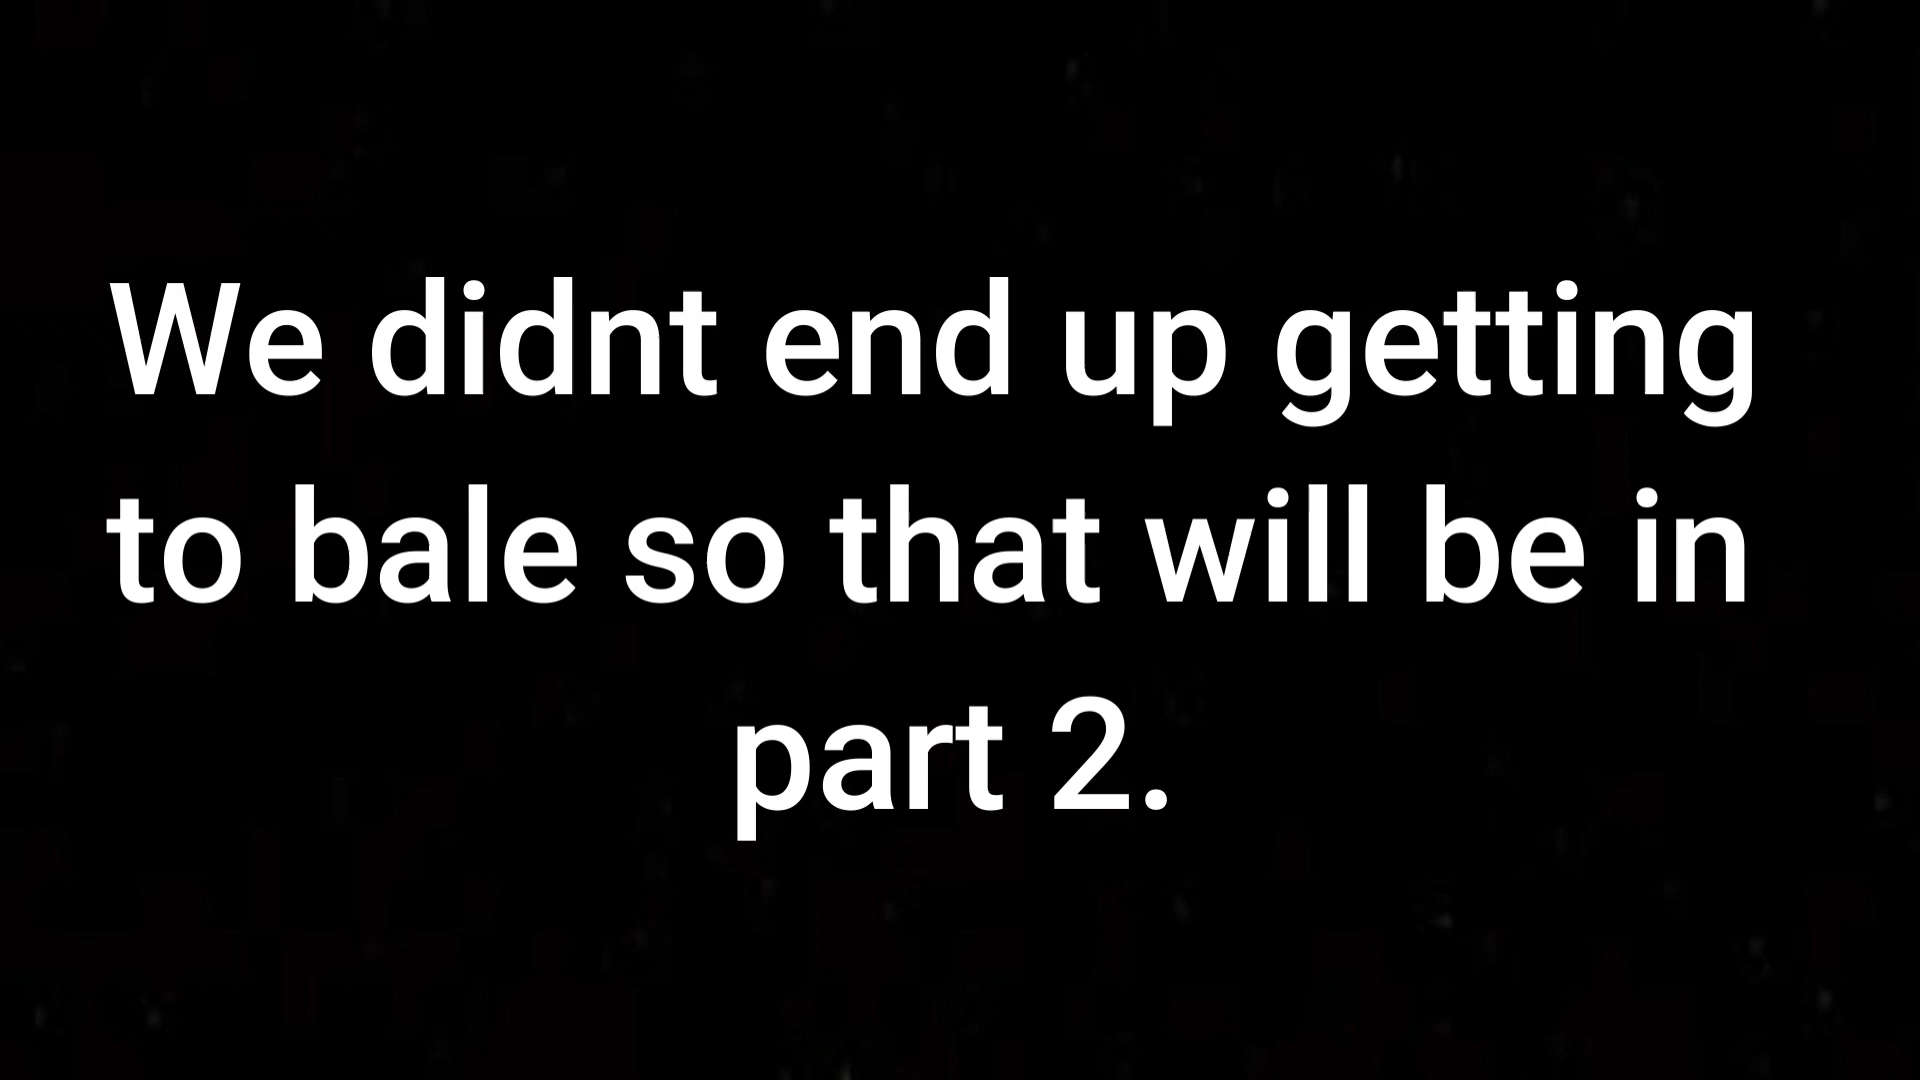 We didnt end up getting
to bale so that will be in
part 2.